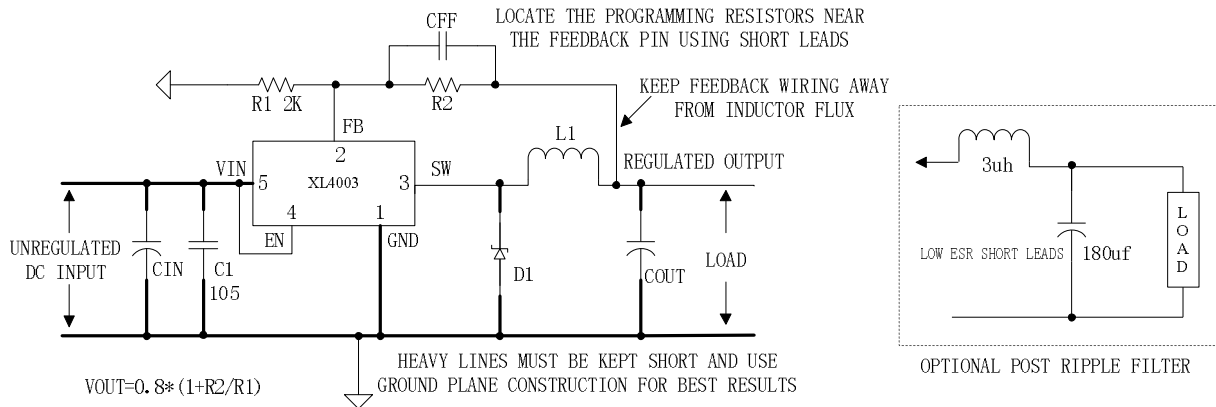 CFF
LOCATE THE PROGRAMMING RESISTORS NEAR
THE FEEDBACK PIN USING SHORT LEADS
R1 2K
R2
KEEP FEEDBACK WIRING AWAY
FROM INDUCTOR FLUX
FB
L1
2
VIN
5
XL4003
3
SW
REGULATED OUTPUT
4
1
EN
GND
UNREGULATED
DC INPUT
CIN
C1
105
D1
COUT
LOAD
HEAVY LINES MUST BE KEPT SHORT AND USE
GROUND PLANE CONSTRUCTION FOR BEST RESULTS
VOUT=0.8*(1+R2/R1)
3uh
LOW ESR SHORT LEADS
180uf
LOAD
OPTIONAL POST RIPPLE FILTER